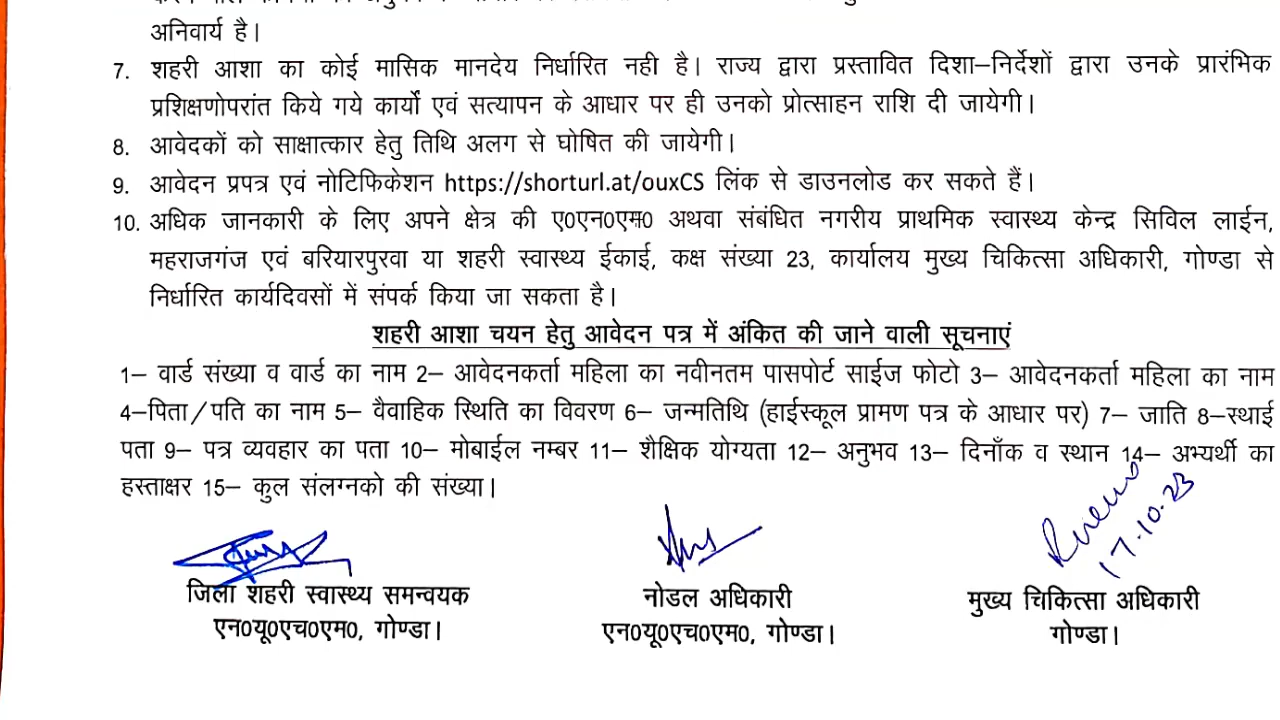 अनिवार्य है।
7. शहरी आशा का कोई मासिक मानदेय निर्धारित नही है। राज्य द्वारा प्रस्तावित दिशा–निर्देशों द्वारा उनके प्रारंभिक
प्रशिक्षणोपरांत किये गये कार्यों एवं सत्यापन के आधार पर ही उनको प्रोत्साहन राशि दी जायेगी।
8. आवेदकों को साक्षात्कार हेतु तिथि अलग से घोषित की जायेगी।
9. आवेदन प्रपत्र एवं नोटिफिकेशन https://shorturl.at/ouxCS लिंक से डाउनलोड कर सकते हैं।
10. अधिक जानकारी के लिए अपने क्षेत्र की ए0एन0एम0 अथवा संबंधित नगरीय प्राथमिक स्वास्थ्य केन्द्र सिविल लाईन,
महराजगंज एवं बरियारपुरवा या शहरी स्वास्थ्य ईकाई, कक्ष संख्या 23, कार्यालय मुख्य चिकित्सा अधिकारी, गोण्डा से
निर्धारित कार्यदिवसों में संपर्क किया जा सकता है।
शहरी आशा चयन हेतु आवेदन पत्र में अंकित की जाने वाली सूचनाएं
1– वार्ड संख्या व वार्ड का नाम 2– आवेदनकर्ता महिला का नवीनतम पासपोर्ट साईज फोटो 3– आवेदनकर्ता महिला का नाम
4–पिता/पति का नाम 5– वैवाहिक स्थिति का विवरण 6– जन्मतिथि (हाईस्कूल प्रामण पत्र के आधार पर) 7– जाति 8–स्थाई
पता 9– पत्र व्यवहार का पता 10– मोबाईल नम्बर 11– शैक्षिक योग्यता 12– अनुभव 13– दिनाँक व स्थान 14– अभ्यर्थी का
हस्ताक्षर 15– कुल संलग्नको की संख्या।
17.10.23
जिला शहरी स्वास्थ्य समन्वयक नोडल अधिकारी मुख्य चिकित्सा अधिकारी
एन0यू0एच0एम0, गोण्डा। एन0यू0एच0एम0, गोण्डा। गोण्डा।